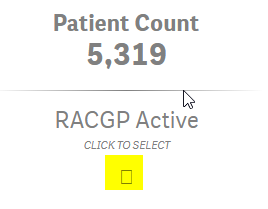 Patient Count
5,319
RACGP Active
CLICK TO SELECT